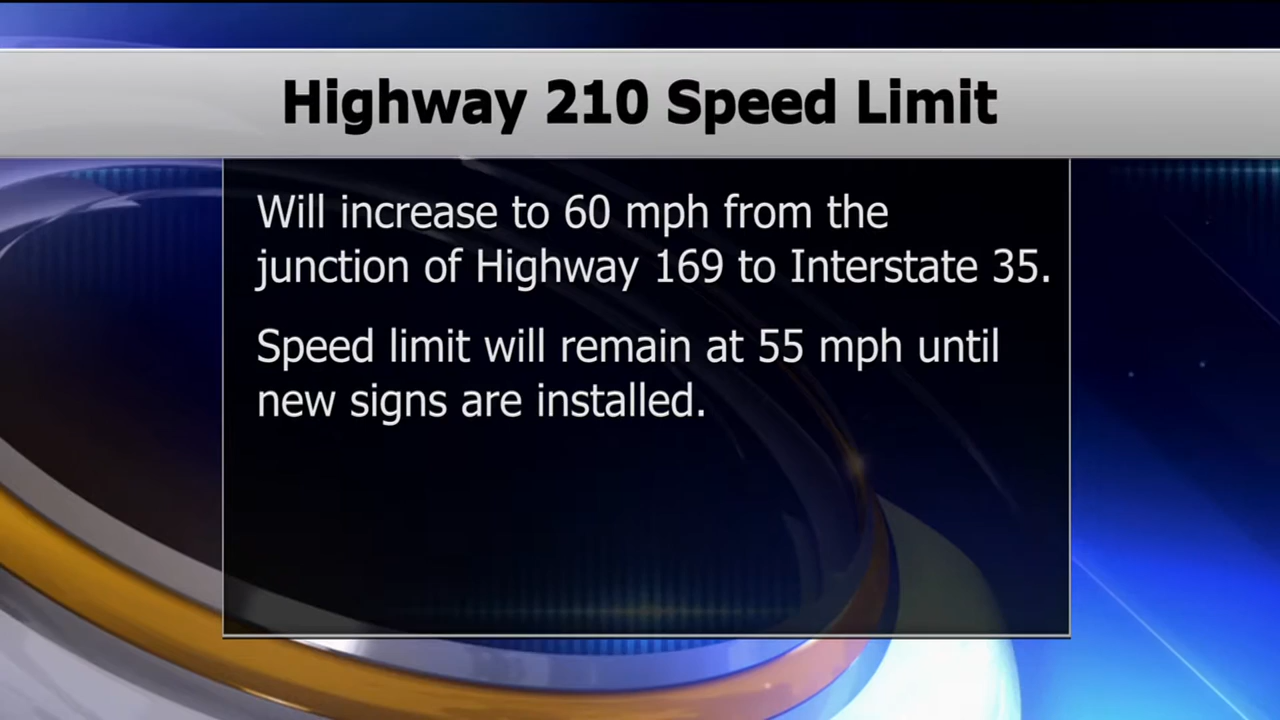 Highway 210 Speed Limit
Will increase to 60 mph from the
junction of Highway 169 to Interstate 35.
Speed limit will remain at 55 mph until
new signs are installed.